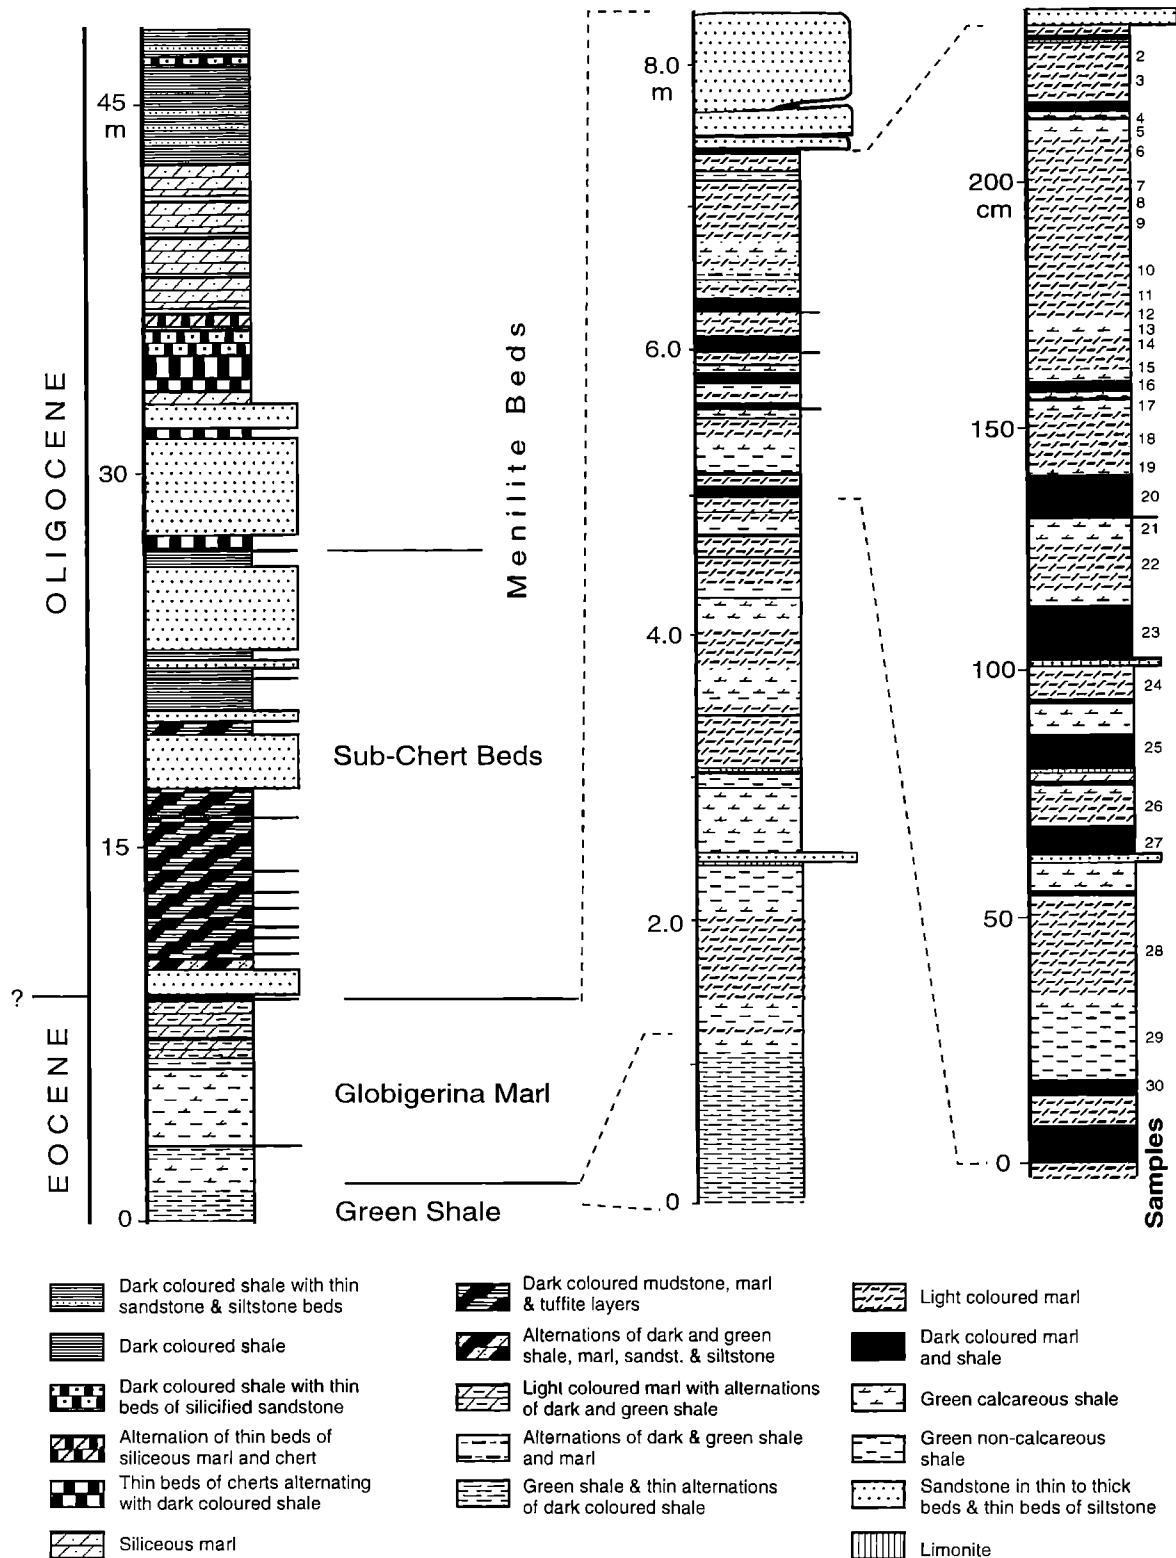 OLIGOCENE
EOCENE
?
45
m
30
15
0
Menilite Beds
Sub-Chert Beds
Globigerina Marl
Green Shale
8.0
m
6.0
4.0
2.0
0
200
cm
150
100
50
0
2
3
4
5
6
7
8
9
10
11
12
13
14
15
16
17
18
19
20
21
22
23
24
25
26
27
28
29
30
Samples
Dark coloured shale with thin
sandstone & siltstone beds
Dark coloured shale
Dark coloured shale with thin
beds of silicified sandstone
Alternation of thin beds of
siliceous marl and chert
Thin beds of cherts alternating
with dark coloured shale
Siliceous marl
Dark coloured mudstone, marl
& tuffite layers
Alternations of dark and green
shale, marl, sandst. & siltstone
Light coloured marl with alternations
of dark and green shale
Alternations of dark & green shale
and marl
Green shale & thin alternations
of dark coloured shale
Light coloured marl
Dark coloured marl
and shale
Green calcareous shale
Green non-calcareous
shale
Sandstone in thin to thick
beds & thin beds of siltstone
Limonite